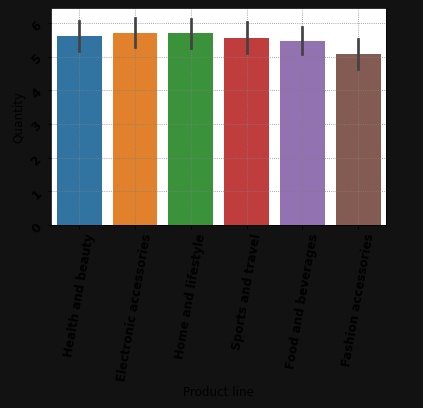 6
5
4
3
2
1
0
Quantity
Health and beauty
Electronic accessories
Home and lifestyle
Sports and travel
Food and beverages
Fashion accessories
Product line